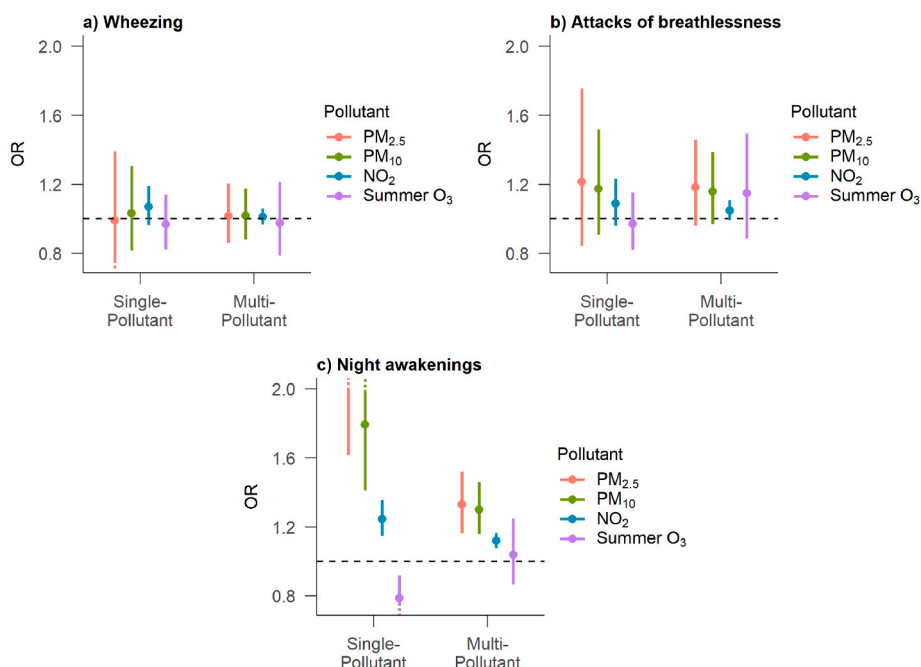 a) Wheezing
2.0
1.6
1.2
0.8
OR
Single-
Pollutant
Multi-
Pollutant
Pollutant
PM2.5
PM10
NO2
Summer O3
b) Attacks of breathlessness
2.0
1.6
1.2
0.8
OR
Single-
Pollutant
Multi-
Pollutant
Pollutant
PM2.5
PM10
NO2
Summer O3
c) Night awakenings
2.0
1.6
1.2
0.8
OR
Single-
Pollutant
Multi-
Pollutant
Pollutant
PM2.5
PM10
NO2
Summer O3